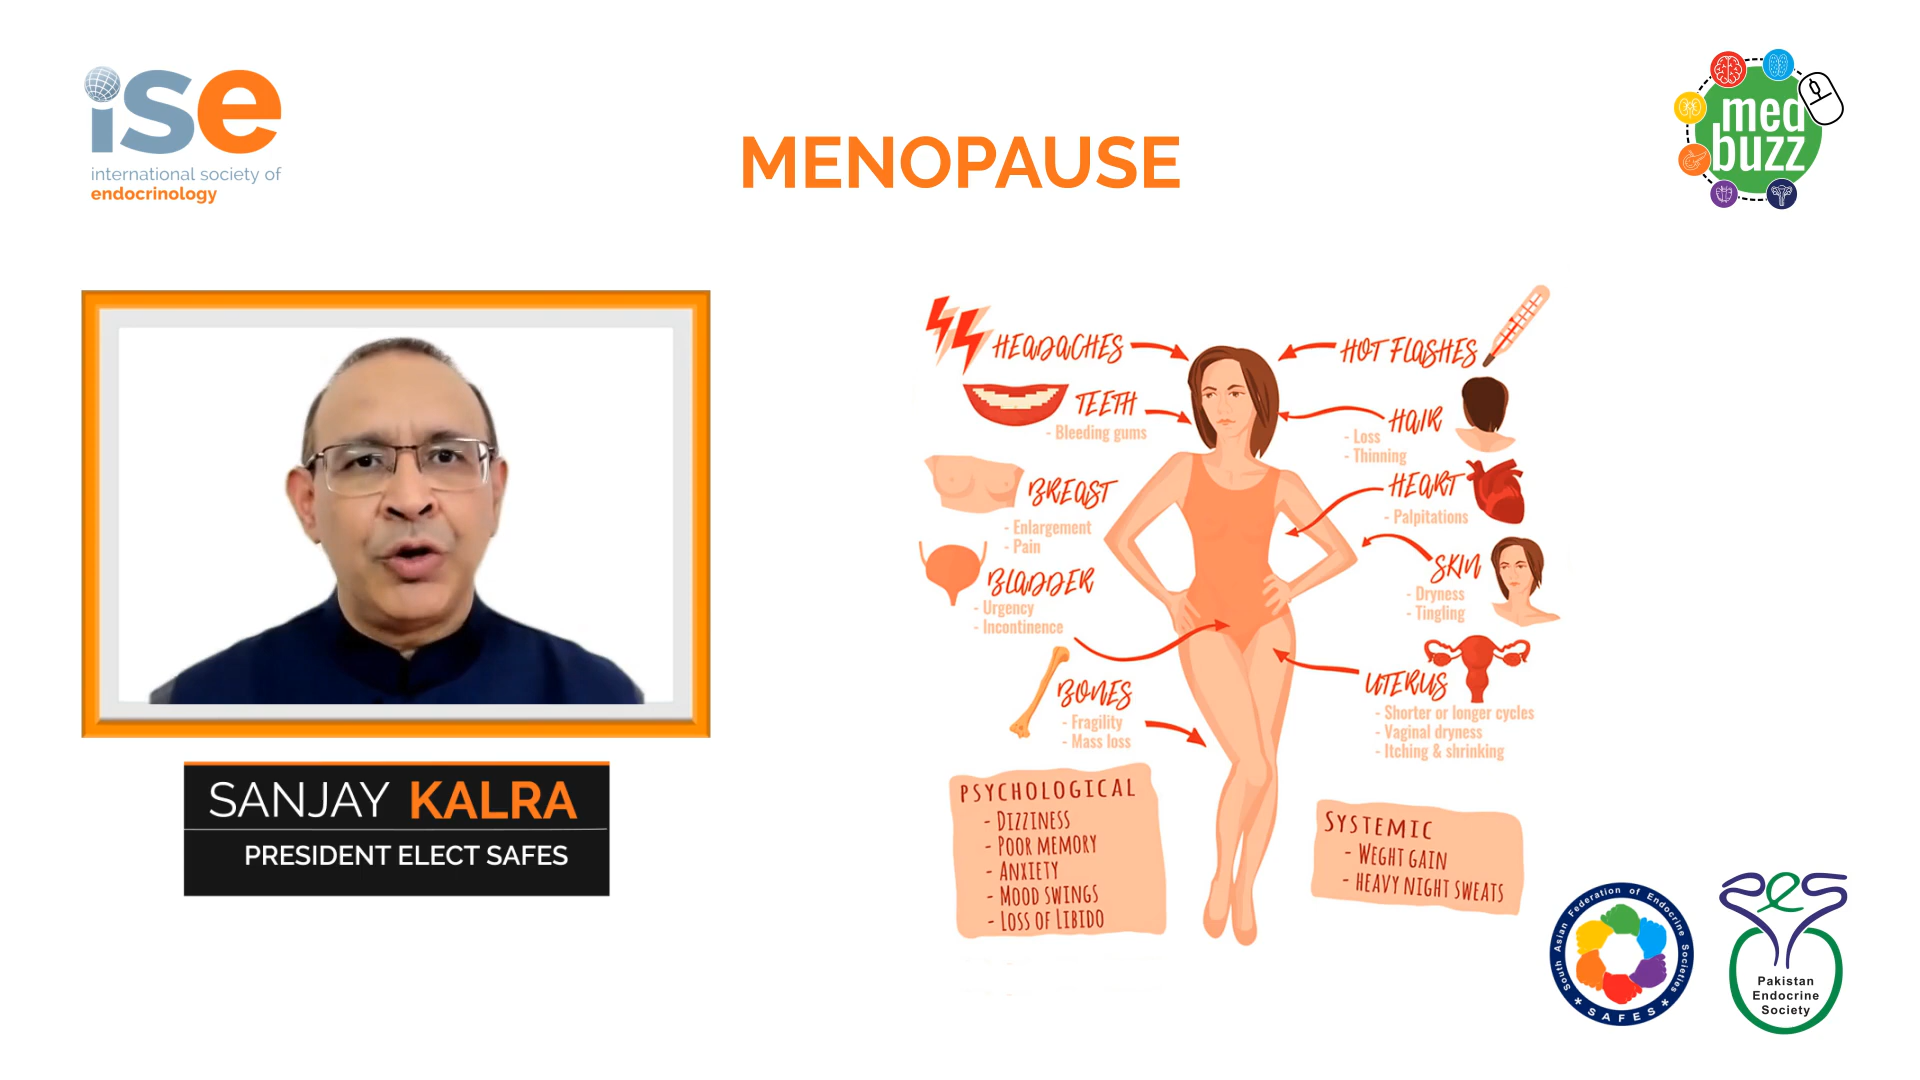 ise
international society of
endocrinology
MENOPAUSE
med
buzz
SANJAY KALRA
PRESIDENT ELECT SAFES
HEADACHES
TEETH
- Bleeding gums
BREAST
- Enlargement
- Pain
BLADDER
- Urgency
- Incontinence
BONES
- Fragility
- Mass loss
HOT FLASHES
HAIR
- Loss
- Thinning
HEART
- Palpitations
SKIN
- Dryness
- Tingling
UTERUS
- Shorter or longer cycles
- Vaginal dryness
- Itching & shrinking
PSYCHOLOGICAL
- DIZZINESS
- POOR MEMORY
- ANXIETY
- MOOD SWINGS
- LOSS OF LIBIDO
SYSTEMIC
- WEGHT GAIN
- HEAVY NIGHT SWEATS
South Asian Federation of Endocrine Societies
* SAFES *
PES
Pakistan
Endocrine
Society